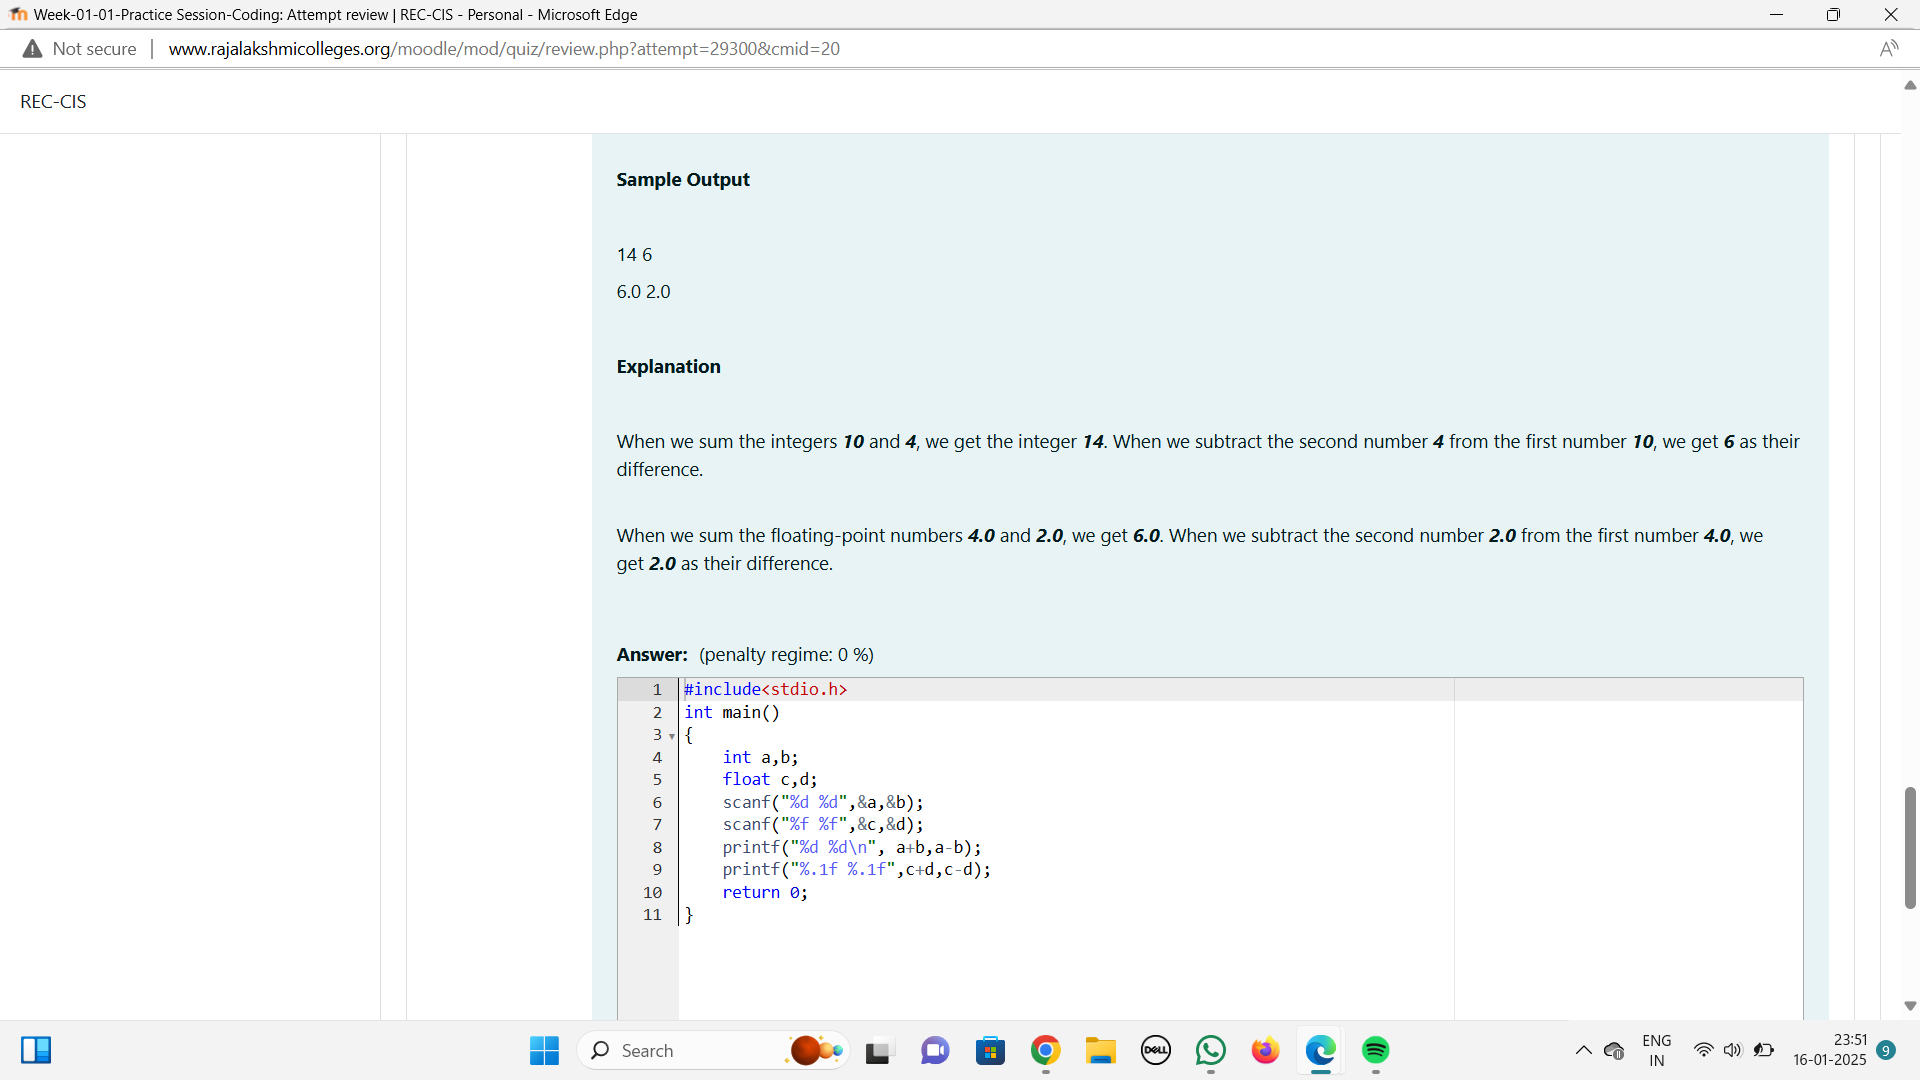 Week-01-01-Practice Session-Coding: Attempt review | REC-CIS - Personal - Microsoft Edge
Not secure | www.rajalakshmicolleges.org/moodle/mod/quiz/review.php?attempt=29300&cmid=20
REC-CIS
Sample Output
14 6
6.0 2.0
Explanation
When we sum the integers 10 and 4, we get the integer 14. When we subtract the second number 4 from the first number 10, we get 6 as their
difference.
When we sum the floating-point numbers 4.0 and 2.0, we get 6.0. When we subtract the second number 2.0 from the first number 4.0, we
get 2.0 as their difference.
Answer: (penalty regime: 0 %)
1 #include<stdio.h>
2 int main()
3 {
4     int a,b;
5     float c,d;
6     scanf("%d %d",&a,&b);
7     scanf("%f %f",&c,&d);
8     printf("%d %d\n", a+b,a-b);
9     printf("%.1f %.1f",c+d,c-d);
10     return 0;
11 }
Search
DELL
ENG
IN
23:51
16-01-2025
9